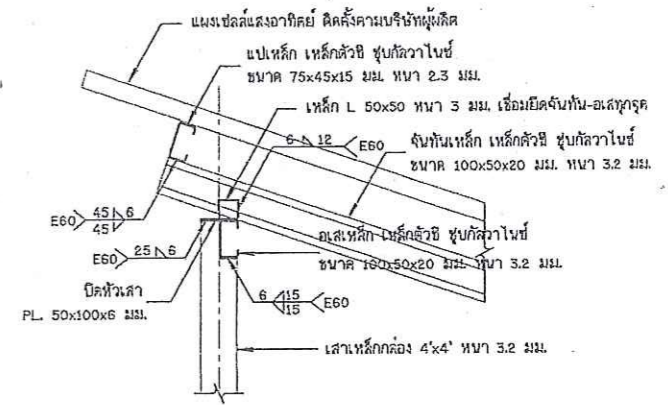 แผงเซลล์แสงอาทิตย์ ติดตั้งตามบริษัทผู้ผลิต
แปเหล็ก เหล็กตัวซี ชุบกัลวาไนซ์
ขนาด 75x45x15 มม. หนา 2.3 มม.
เหล็ก L 50x50 หนา 3 มม. เชื่อมยึดจันทัน-อเสทุกจุด
6 12 E60
จันทันเหล็ก เหล็กตัวซี ชุบกัลวาไนซ์
ขนาด 100x50x20 มม. หนา 3.2 มม.
E60 45 6
45
E60 25 6
อเสเหล็ก เหล็กตัวซี ชุบกัลวาไนซ์
ขนาด 100x50x20 มม. หนา 3.2 มม.
ปิดหัวเสา
PL. 50x100x6 มม.
6 15 E60
15
เสาเหล็กกล่อง 4'x4' หนา 3.2 มม.